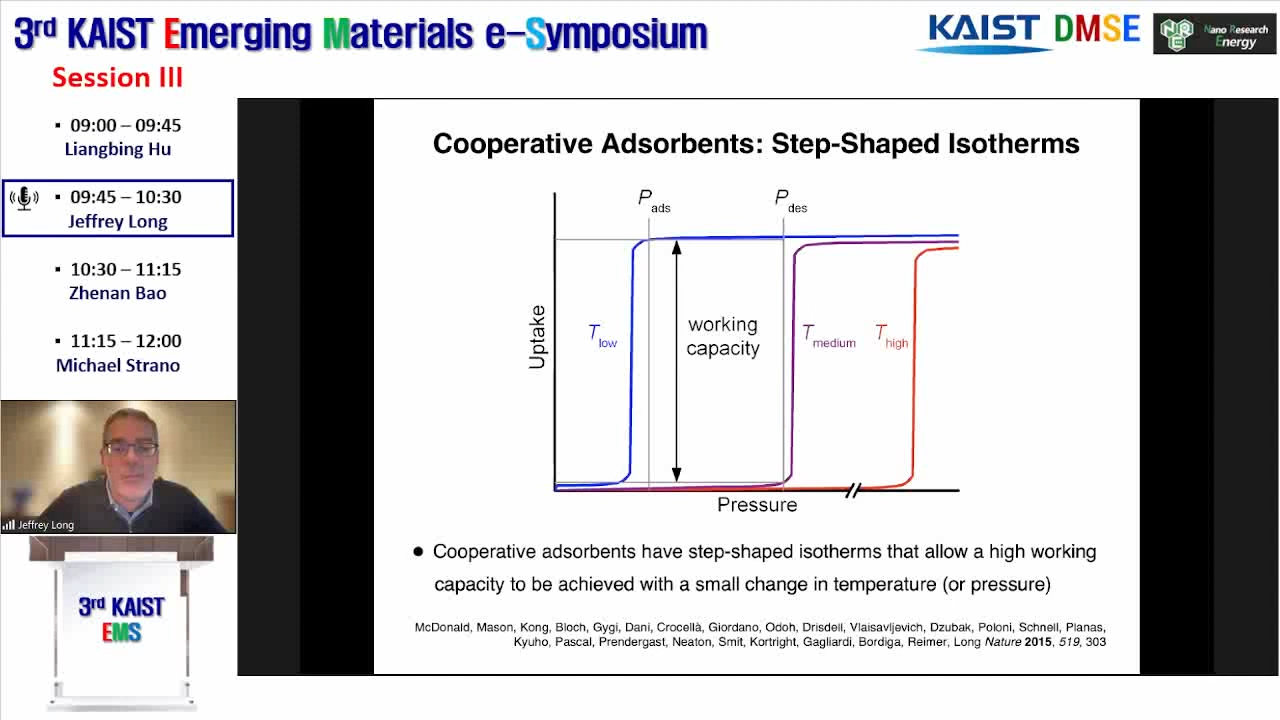 3rd KAIST Emerging Materials e-Symposium
KAIST DMSE
NRE
Nano Research
Energy
Session III
▪ 09:00 – 09:45
Liangbing Hu
▪ 09:45 – 10:30
Jeffrey Long
▪ 10:30 – 11:15
Zhenan Bao
▪ 11:15 – 12:00
Michael Strano
Jeffrey Long
3rd KAIST
EMS
Cooperative Adsorbents: Step-Shaped Isotherms
Pads
Pdes
Uptake
Tlow
working
capacity
Tmedium
Thigh
Pressure
● Cooperative adsorbents have step-shaped isotherms that allow a high working
capacity to be achieved with a small change in temperature (or pressure)
McDonald, Mason, Kong, Bloch, Gygi, Dani, Crocellà, Giordano, Odoh, Drisdell, Vlaisavljevich, Dzubak, Poloni, Schnell, Planas,
Kyuho, Pascal, Prendergast, Neaton, Smit, Kortright, Gagliardi, Bordiga, Reimer, Long Nature 2015, 519, 303